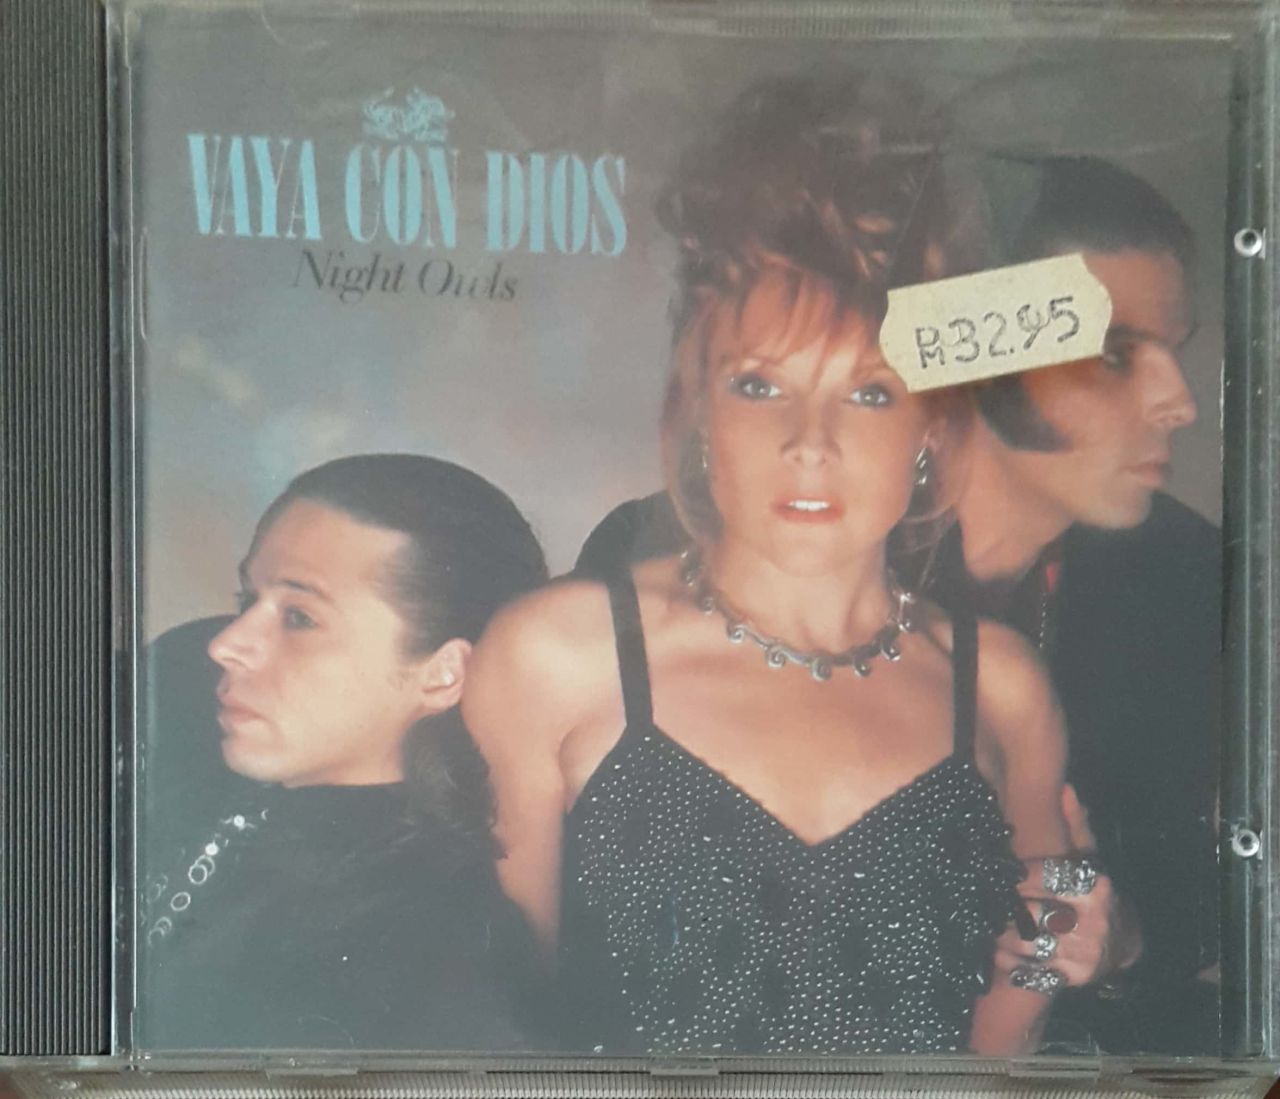 VAYA CON DIOS
Night Owls
DM 32.95